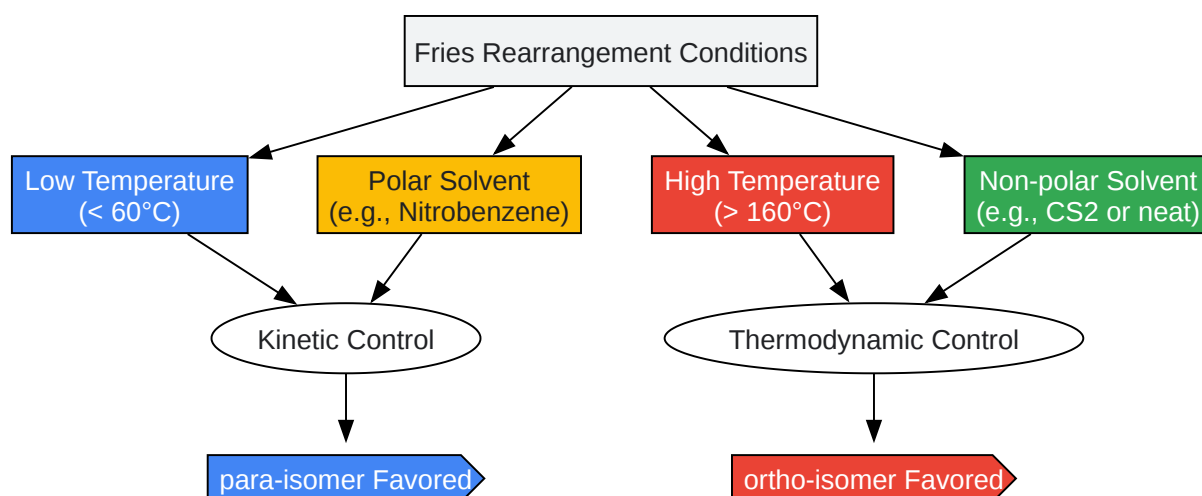 Fries Rearrangement Conditions
Low Temperature
(< 60°C)
Polar Solvent
(e.g., Nitrobenzene)
High Temperature
(> 160°C)
Non-polar Solvent
(e.g., CS2 or neat)
Kinetic Control
Thermodynamic Control
para-isomer Favored
ortho-isomer Favored